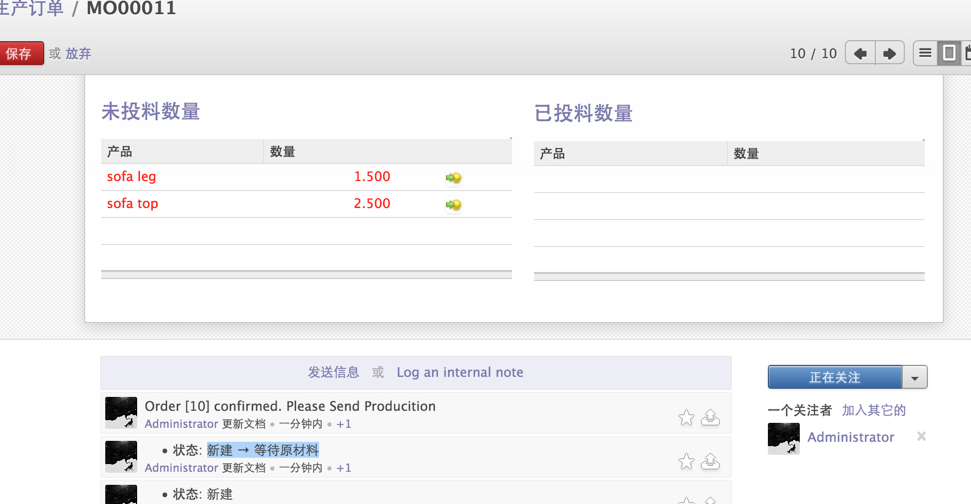 生产订单 / MO00011
保存 或 放弃
10 / 10
未投料数量
产品 数量
sofa leg 1.500
sofa top 2.500
已投料数量
产品 数量
发送信息 或 Log an internal note
Order [10] confirmed. Please Send Producition
Administrator 更新文档 • 一分钟内 • +1
• 状态: 新建 → 等待原材料
Administrator 更新文档 • 一分钟内 • +1
• 状态: 新建
正在关注
一个关注者 加入其它的
Administrator ×